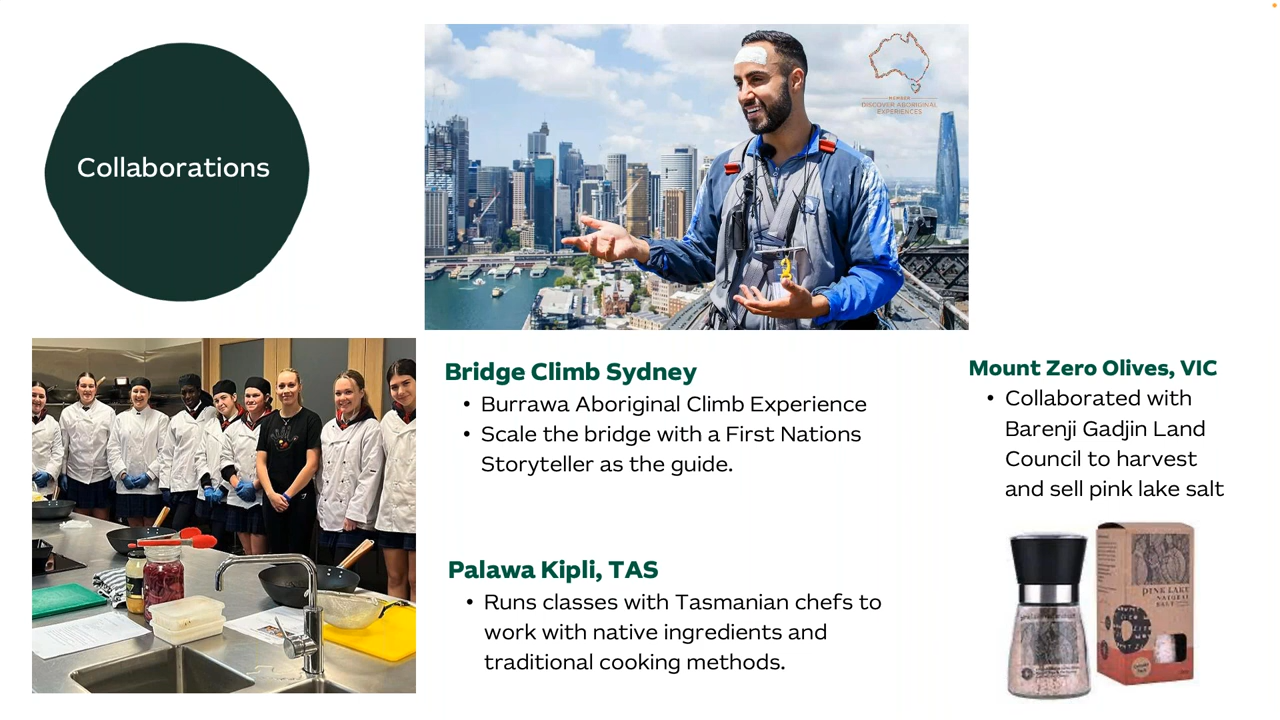 Collaborations
MEMBER
DISCOVER ABORIGINAL
EXPERIENCES
Bridge Climb Sydney
• Burrawa Aboriginal Climb Experience
• Scale the bridge with a First Nations
Storyteller as the guide.
Palawa Kipli, TAS
• Runs classes with Tasmanian chefs to
work with native ingredients and
traditional cooking methods.
Mount Zero Olives, VIC
• Collaborated with
Barenji Gadjin Land
Council to harvest
and sell pink lake salt
PINK LAKE
NATURAL
SALT